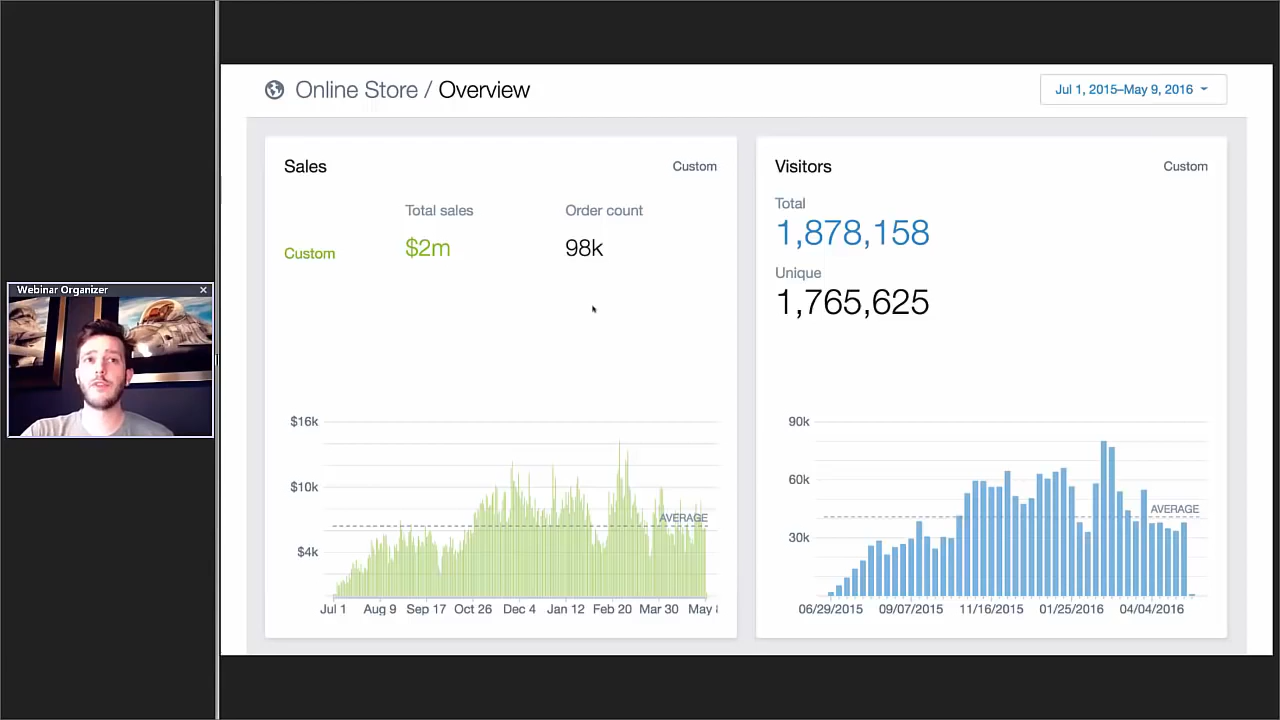 Online Store / Overview
Jul 1, 2015–May 9, 2016
Sales
Custom
Total sales
Order count
Custom
$2m
98k
$16k
$10k
$4k
AVERAGE
Jul 1
Aug 9
Sep 17
Oct 26
Dec 4
Jan 12
Feb 20
Mar 30
May
Visitors
Custom
Total
1,878,158
Unique
1,765,625
90k
60k
30k
AVERAGE
06/29/2015
09/07/2015
11/16/2015
01/25/2016
04/04/2016
Webinar Organizer